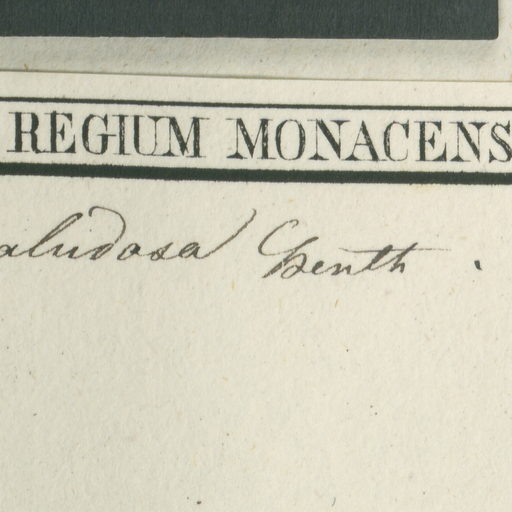 REGIUM MONACENS
aludosa Benth.